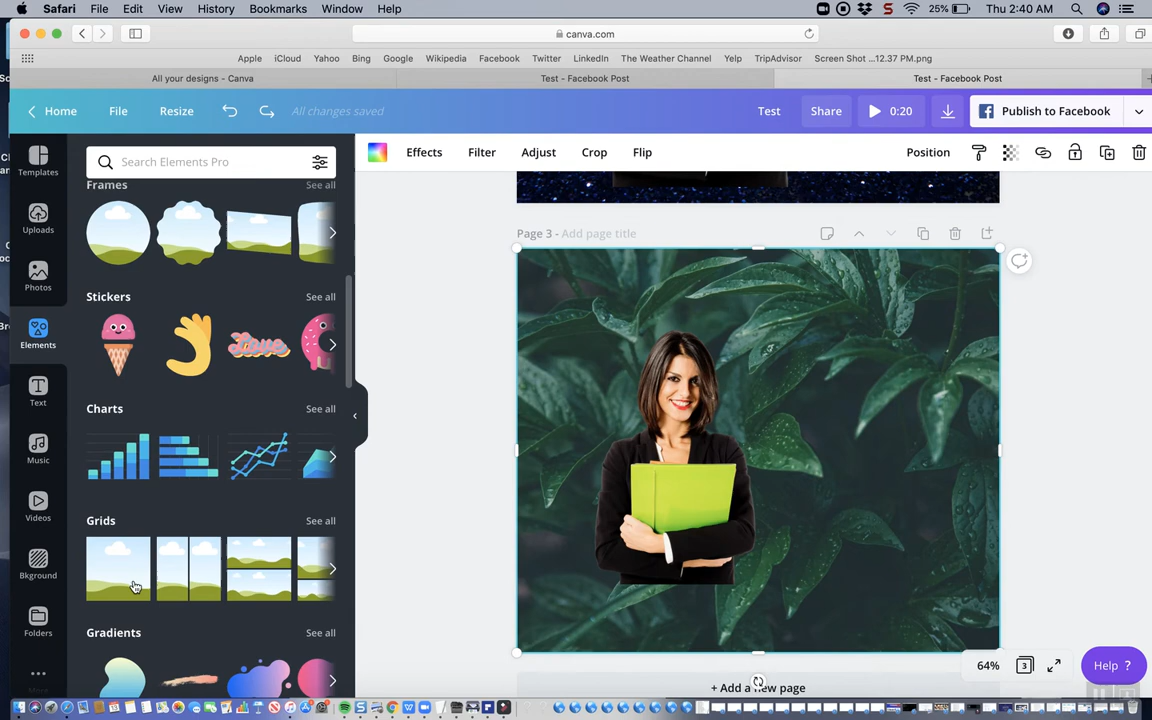 Safari File Edit View History Bookmarks Window Help 25% Thu 2:40 AM
canva.com
Apple iCloud Yahoo Bing Google Wikipedia Facebook Twitter LinkedIn The Weather Channel Yelp TripAdvisor Screen Shot ...12.37 PM.png
All your designs - Canva Test - Facebook Post Test - Facebook Post
Home File Resize All changes saved Test Share 0:20 Publish to Facebook
Templates
Uploads
Photos
Elements
Text
Music
Videos
Bkground
Folders
Search Elements Pro
Frames See all
Stickers See all
Love
Charts See all
Grids See all
Gradients See all
Effects Filter Adjust Crop Flip Position
Page 3 - Add page title
64% 3 Help ?
+ Add a new page